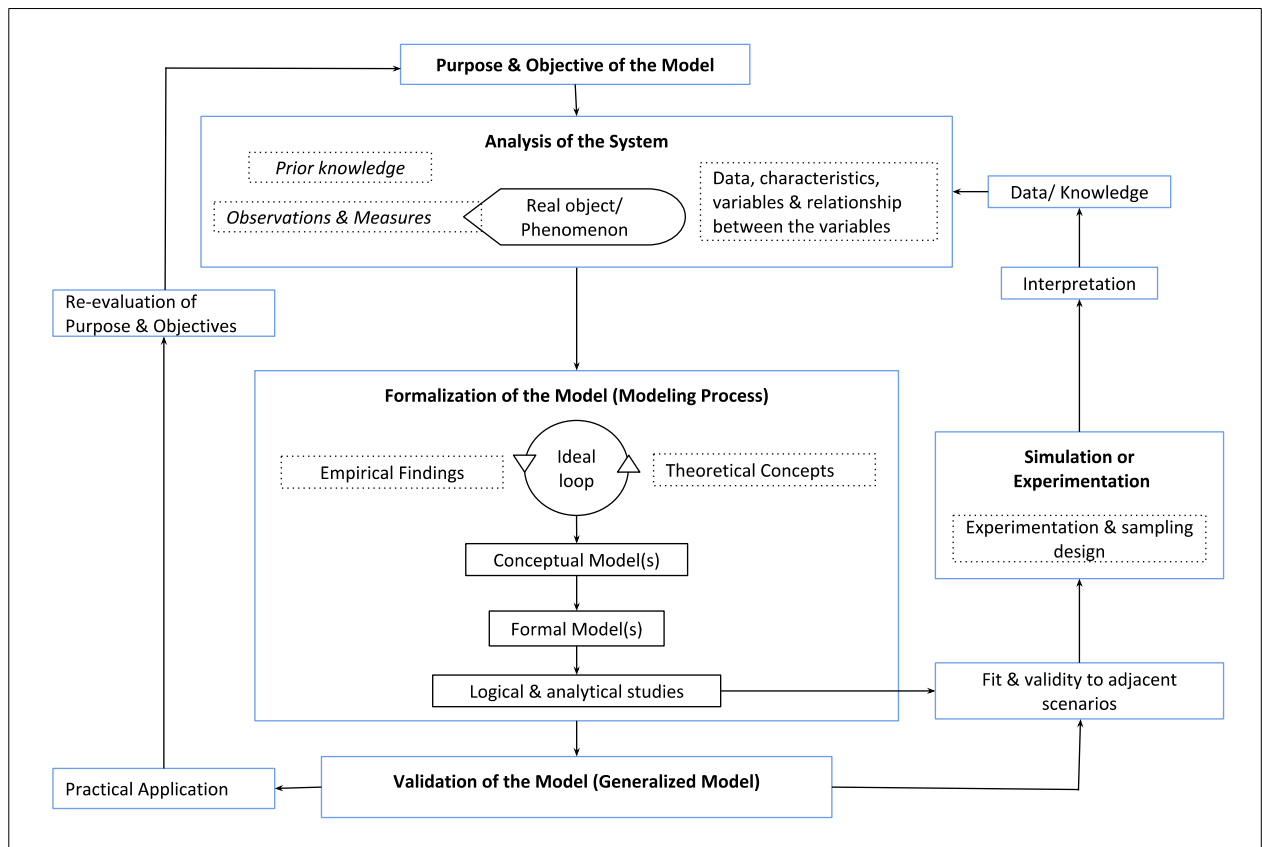 Purpose & Objective of the Model
Analysis of the System
Prior knowledge
Observations & Measures
Real object/
Phenomenon
Data, characteristics,
variables & relationship
between the variables
Data/ Knowledge
Interpretation
Re-evaluation of
Purpose & Objectives
Formalization of the Model (Modeling Process)
Empirical Findings
Ideal
loop
Theoretical Concepts
Conceptual Model(s)
Formal Model(s)
Logical & analytical studies
Simulation or
Experimentation
Experimentation & sampling
design
Fit & validity to adjacent
scenarios
Practical Application
Validation of the Model (Generalized Model)